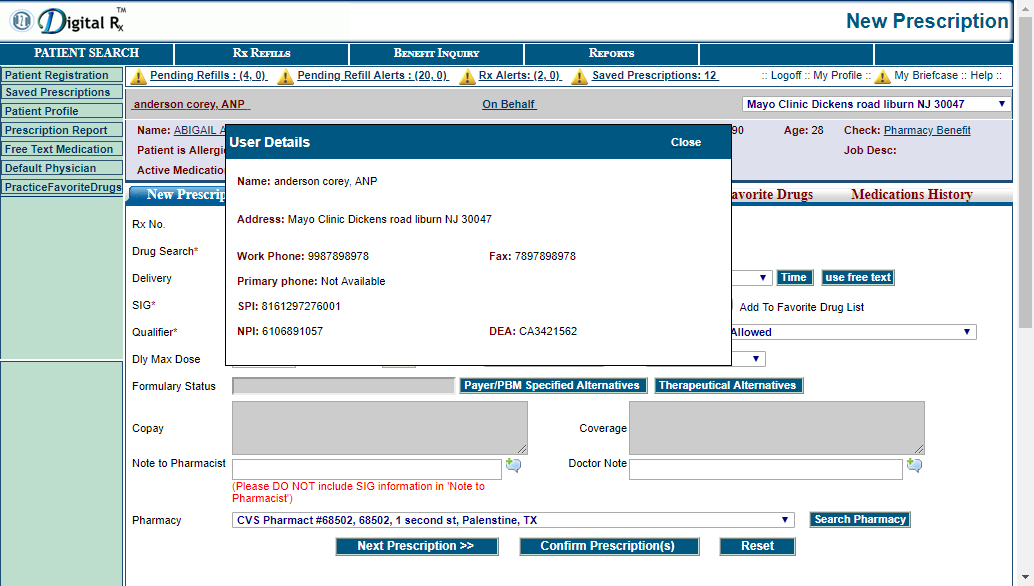 Digital Rx TM
New Prescription
PATIENT SEARCH Rx REFILLS BENEFIT INQUIRY REPORTS
Patient Registration
Saved Prescriptions
Patient Profile
Prescription Report
Free Text Medication
Default Physician
PracticeFavoriteDrugs
Pending Refills : (4, 0) Pending Refill Alerts : (20, 0) Rx Alerts: (2, 0) Saved Prescriptions: 12 :: Logoff :: My Profile :: My Briefcase :: Help ::
anderson corey, ANP On Behalf Mayo Clinic Dickens road liburn NJ 30047
Name: ABIGAIL A 90 Age: 28 Check: Pharmacy Benefit
Patient is Allergi Job Desc:
Active Medicatio
User Details Close
Name: anderson corey, ANP
Address: Mayo Clinic Dickens road liburn NJ 30047
Work Phone: 9987898978 Fax: 7897898978
Primary phone: Not Available
SPI: 8161297276001
NPI: 6106891057 DEA: CA3421562
New Prescrip avorite Drugs Medications History
Rx No.
Drug Search*
Delivery Time use free text
SIG* Add To Favorite Drug List
Qualifier* Allowed
Dly Max Dose
Formulary Status Payer/PBM Specified Alternatives Therapeutical Alternatives
Copay Coverage
Note to Pharmacist Doctor Note
(Please DO NOT include SIG information in 'Note to
Pharmacist')
Pharmacy CVS Pharmact #68502, 68502, 1 second st, Palenstine, TX Search Pharmacy
Next Prescription >> Confirm Prescription(s) Reset